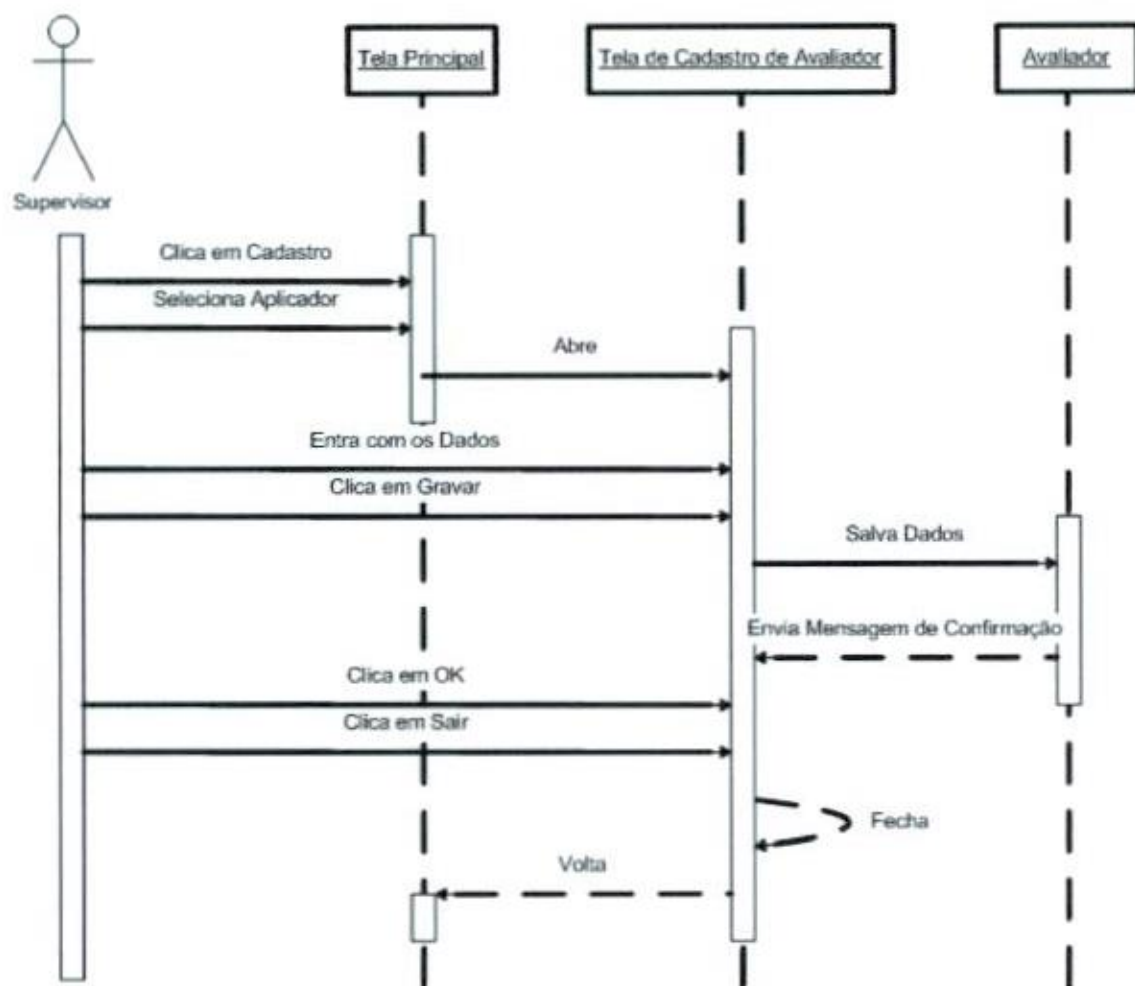 Tela Principal
Tela de Cadastro de Avaliador
Avaliador
Supervisor
Clica em Cadastro
Seleciona Aplicador
Abre
Entra com os Dados
Clica em Gravar
Salva Dados
Envia Mensagem de Confirmação
Clica em OK
Clica em Sair
Fecha
Volta